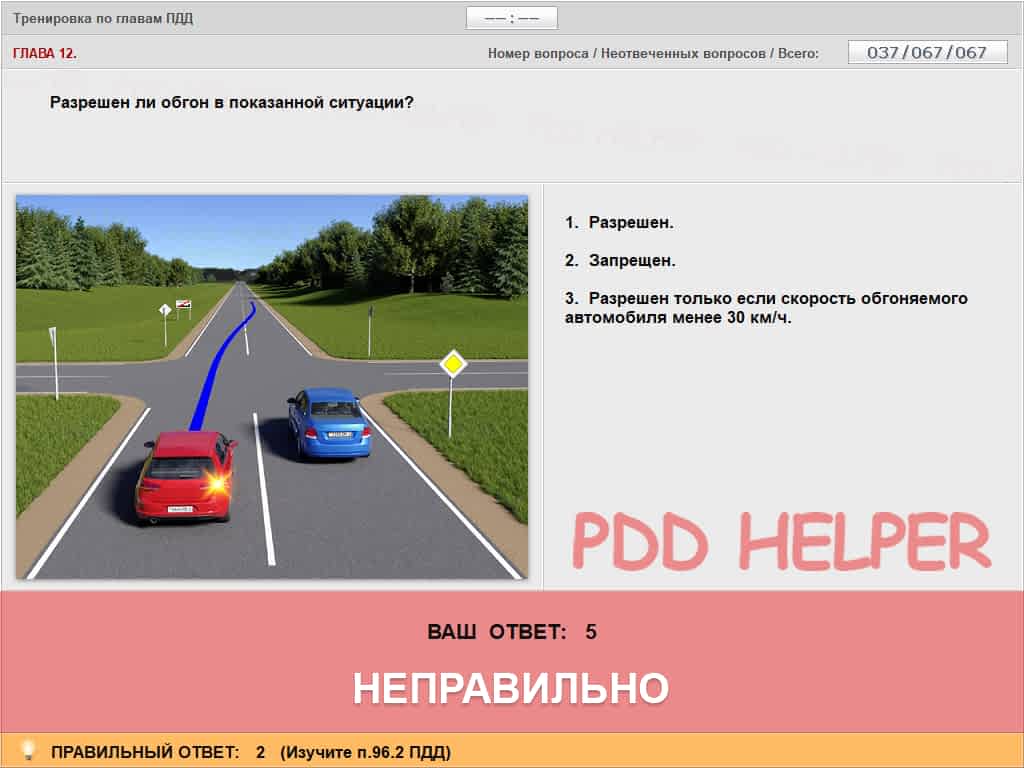 Тренировка по главам ПДД
—— : ——
ГЛАВА 12.
Номер вопроса / Неотвеченных вопросов / Всего: 037/067/067
Разрешен ли обгон в показанной ситуации?
1. Разрешен.
2. Запрещен.
3. Разрешен только если скорость обгоняемого
автомобиля менее 30 км/ч.
PDD HELPER
ВАШ ОТВЕТ: 5
НЕПРАВИЛЬНО
ПРАВИЛЬНЫЙ ОТВЕТ: 2 (Изучите п.96.2 ПДД)